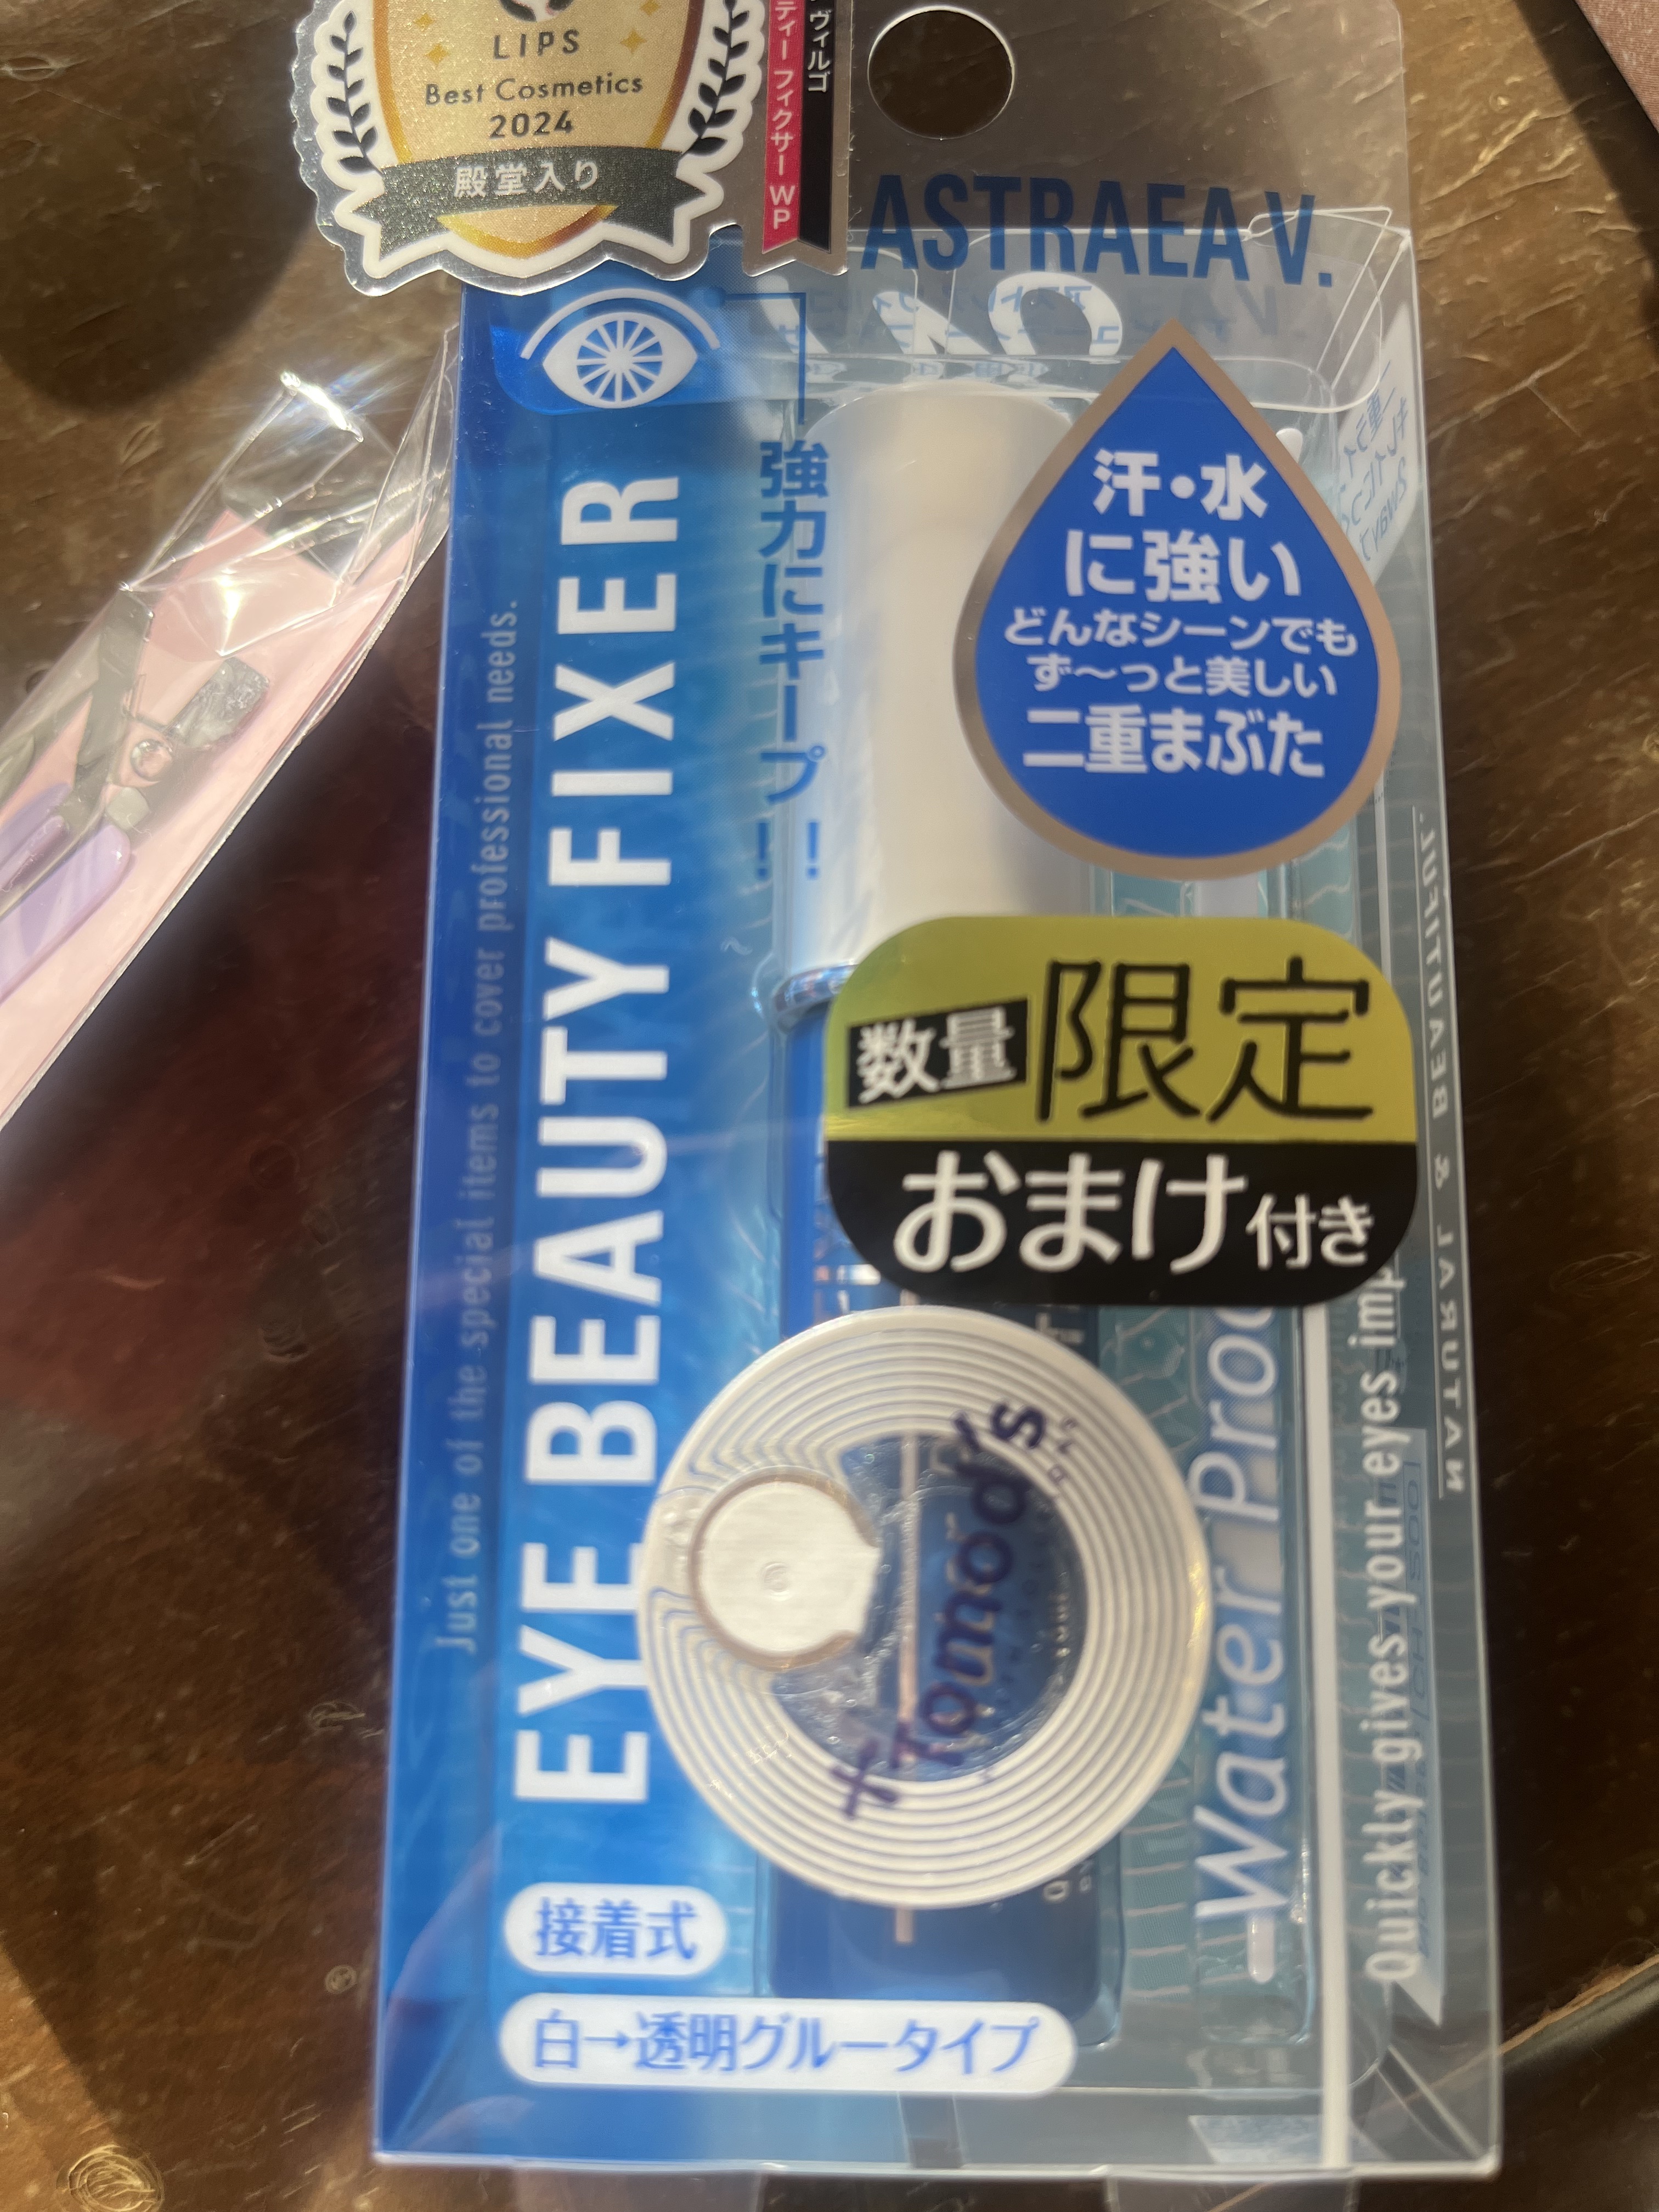 LIPS
Best Cosmetics
2024
殿堂入り
ヴィルゴ
ティー フィクサー WP
ASTRAEA V.
強力にキープ!!
汗・水
に強い
どんなシーンでも
ず〜っと美しい
二重まぶた
EYE BEAUTY FIXER
Just one of the special items to cover professional needs.
数量限定
おまけ付き
Tomod's
Water Proo
Quickly gives your eyes imp
NATURAL & BEAUTIFUL.
接着式
白→透明グルータイプ